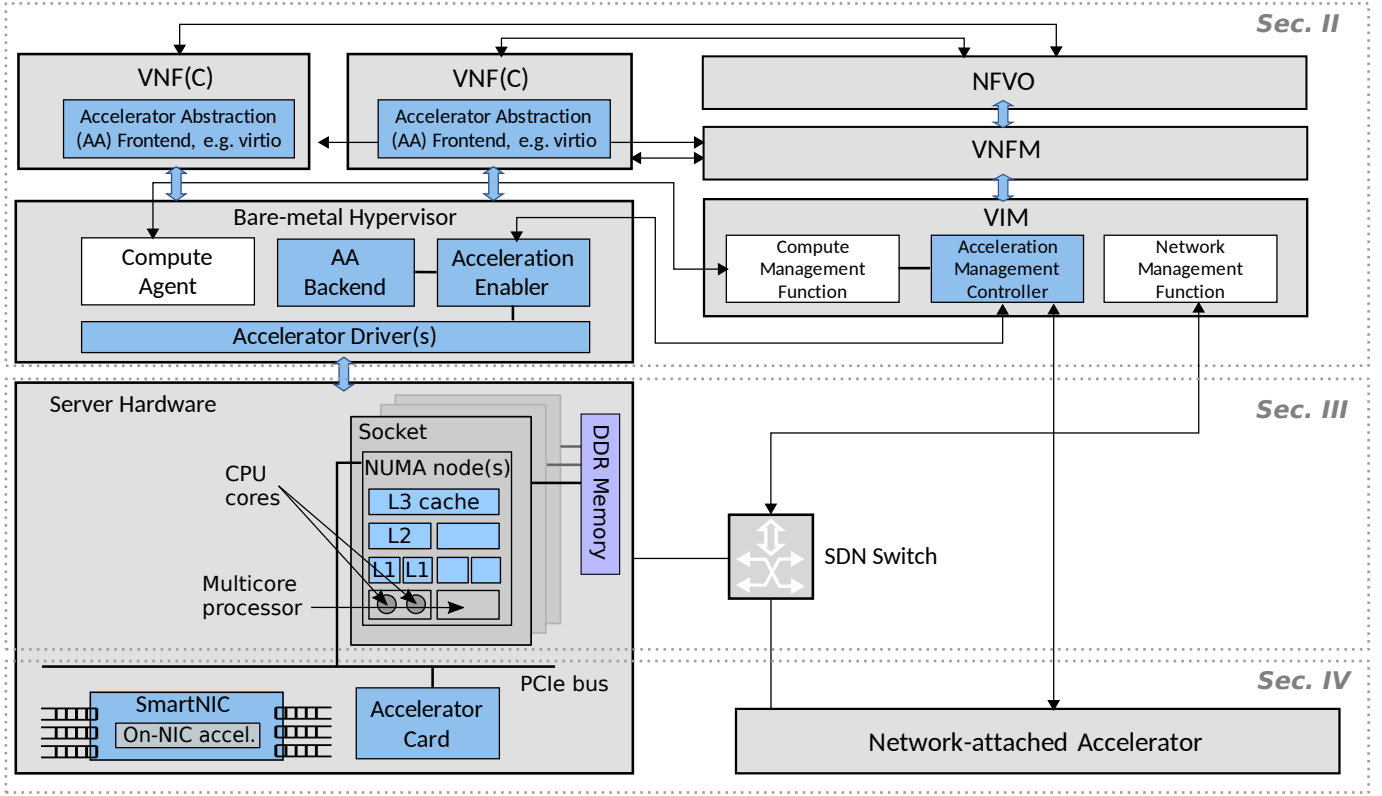 Sec. II
VNF(C)
Accelerator Abstraction
(AA) Frontend, e.g. virtio
VNF(C)
Accelerator Abstraction
(AA) Frontend, e.g. virtio
NFVO
VNFM
Bare-metal Hypervisor
Compute
Agent
AA
Backend
Acceleration
Enabler
Accelerator Driver(s)
VIM
Compute
Management
Function
Acceleration
Management
Controller
Network
Management
Function
Sec. III
Server Hardware
Socket
NUMA node(s)
L3 cache
L2
L1
L1
CPU
cores
Multicore
processor
DDR Memory
SDN Switch
Sec. IV
PCIe bus
SmartNIC
On-NIC accel.
Accelerator
Card
Network-attached Accelerator